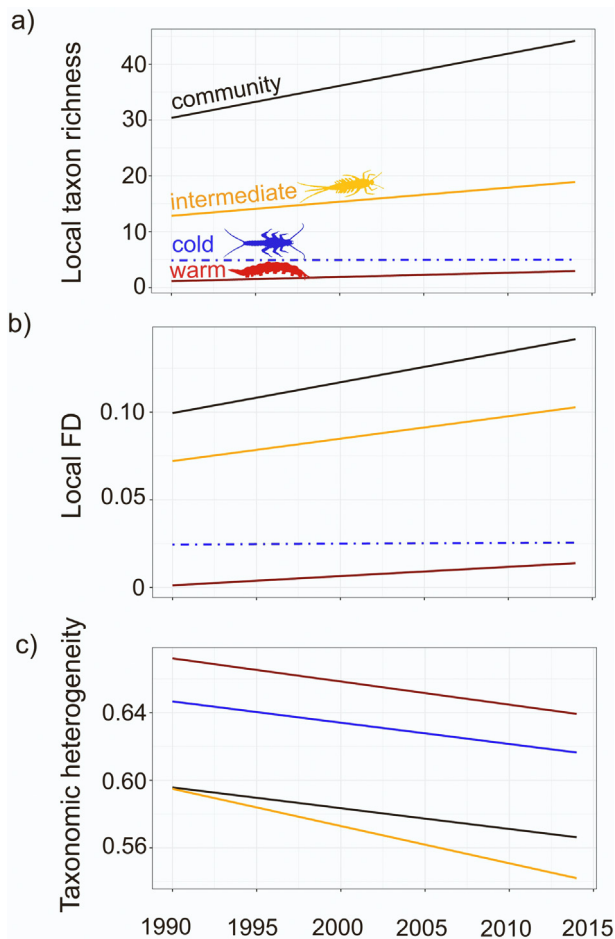 a)
Local taxon richness
40
30
20
10
0
community
intermediate
cold
warm
b)
Local FD
0.10
0.05
0
c)
Taxonomic heterogeneity
0.64
0.60
0.56
1990 1995 2000 2005 2010 2015